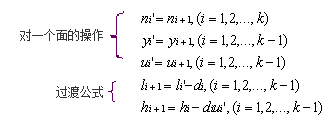 对一个面的操作
ni' = ni+1, (i = 1,2,..., k)
yi' = yi+1, (i = 1,2,..., k-1)
ui' = ui+1, (i = 1,2,..., k-1)
过渡公式
li+1 = li'-di, (i = 1,2,..., k-1)
hi+1 = hi-diui', (i = 1,2,..., k-1)